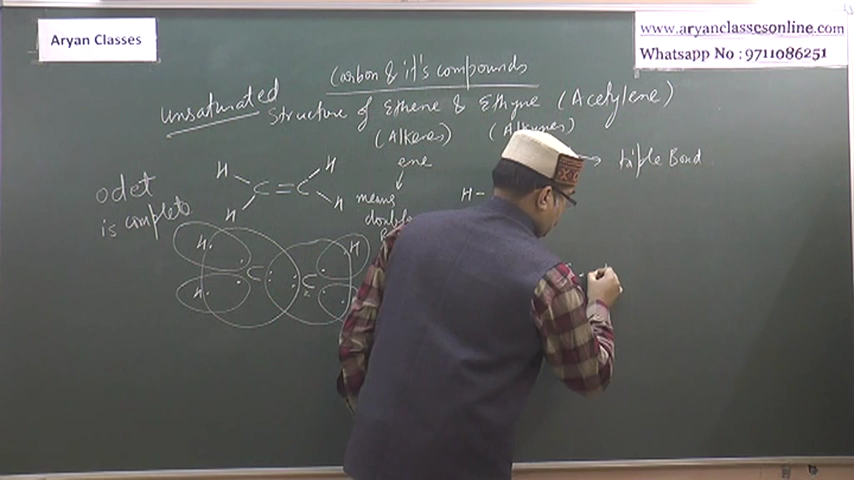 Aryan Classes
www.aryanclassesonline.com
Whatsapp No : 9711086251
Carbon & it's compounds
unsaturated
Structure of Ethene & Ethyne (Acetylene)
(Alkenes) (Alkynes)
ene
triple Bond
H H
C = C
H H
H -
means
double
octet
is complete
H H
C C
H